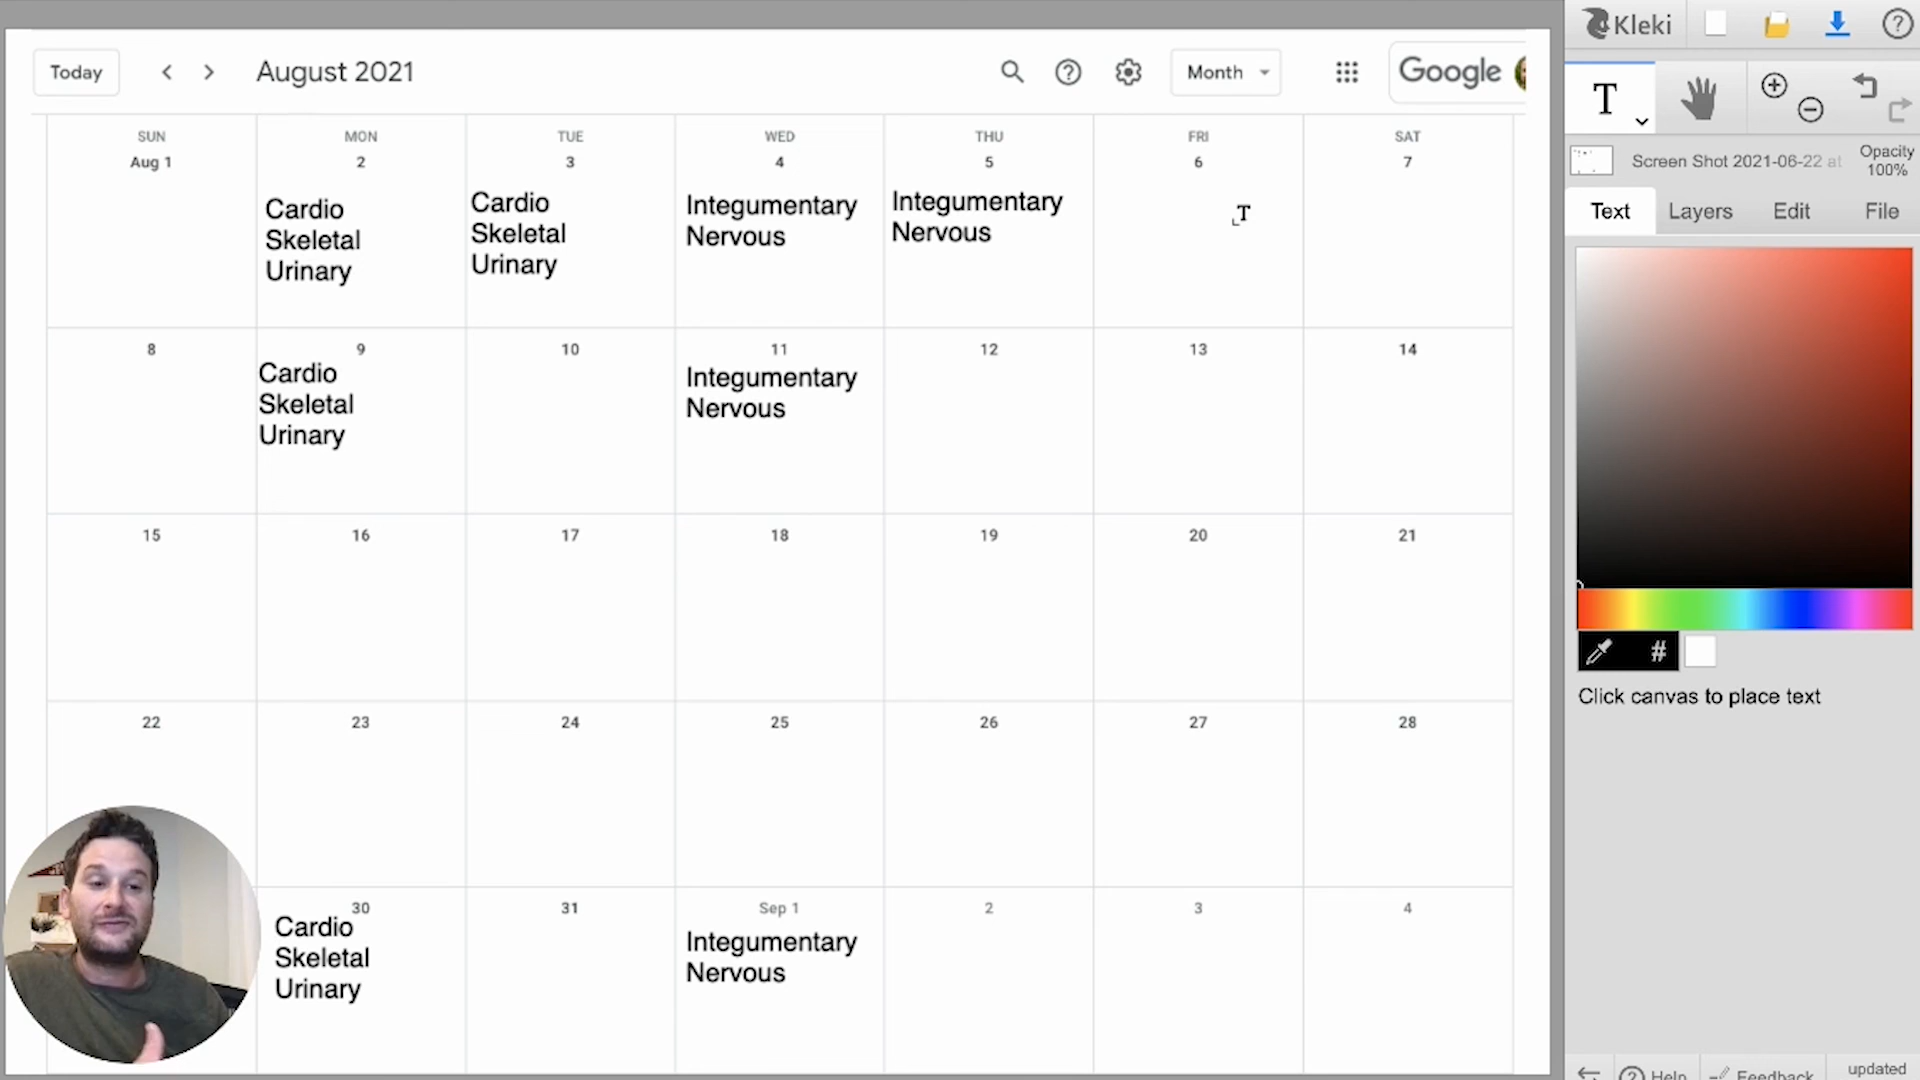 Today
August 2021
Month
Google
SUN MON TUE WED THU FRI SAT
Aug 1 2 3 4 5 6 7
Cardio
Skeletal
Urinary
Cardio
Skeletal
Urinary
Integumentary
Nervous
Integumentary
Nervous
8 9 10 11 12 13 14
Cardio
Skeletal
Urinary
Integumentary
Nervous
15 16 17 18 19 20 21
22 23 24 25 26 27 28
30 31 Sep 1 2 3 4
Cardio
Skeletal
Urinary
Integumentary
Nervous
Kleki
T
Screen Shot 2021-06-22 at
Opacity
100%
Text Layers Edit File
#
Click canvas to place text
Help
Feedback
updated